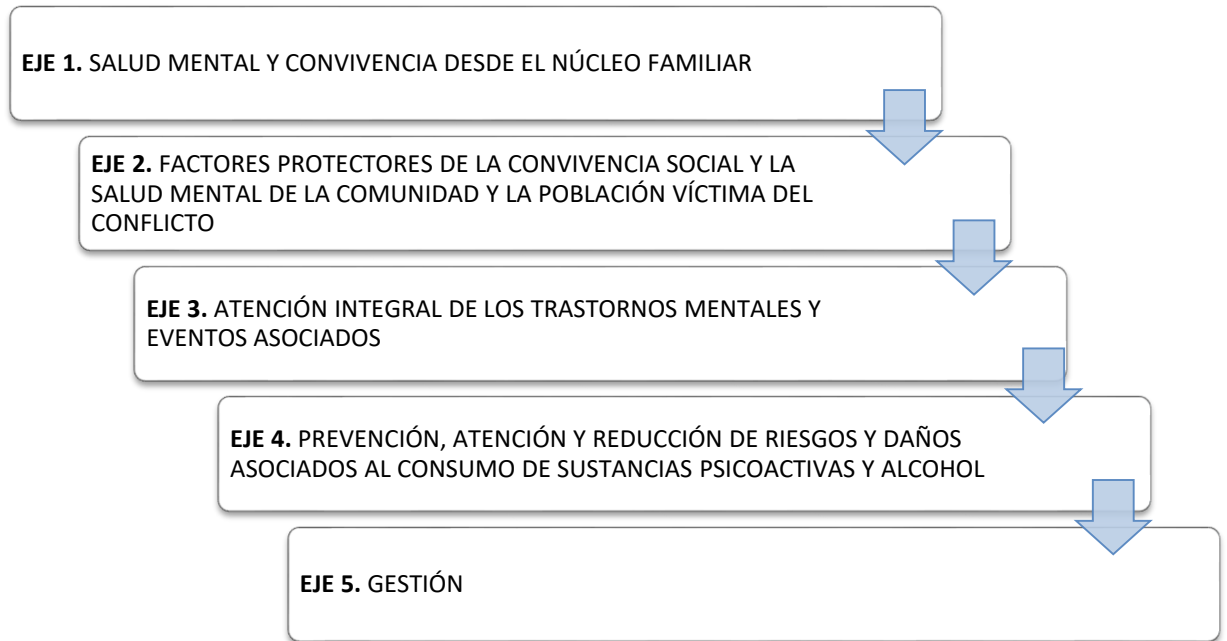 EJE 1. SALUD MENTAL Y CONVIVENCIA DESDE EL NÚCLEO FAMILIAR
EJE 2. FACTORES PROTECTORES DE LA CONVIVENCIA SOCIAL Y LA
SALUD MENTAL DE LA COMUNIDAD Y LA POBLACIÓN VÍCTIMA DEL
CONFLICTO
EJE 3. ATENCIÓN INTEGRAL DE LOS TRASTORNOS MENTALES Y
EVENTOS ASOCIADOS
EJE 4. PREVENCIÓN, ATENCIÓN Y REDUCCIÓN DE RIESGOS Y DAÑOS
ASOCIADOS AL CONSUMO DE SUSTANCIAS PSICOACTIVAS Y ALCOHOL
EJE 5. GESTIÓN